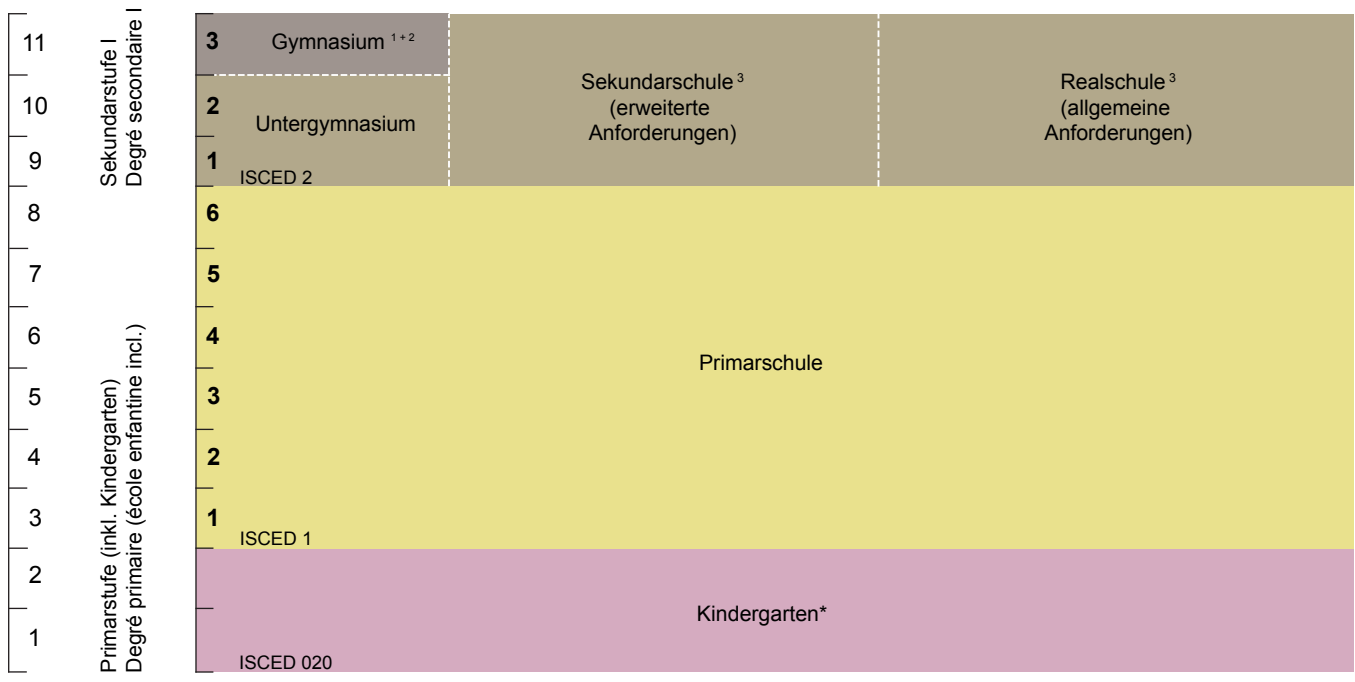 11
Sekundarstufe I
Degré secondaire I
3
Gymnasium ¹ ⁺ ²
Sekundarschule ³
(erweiterte
Anforderungen)
Realschule ³
(allgemeine
Anforderungen)
10
2
Untergymnasium
9
1
ISCED 2
8
6
7
5
6
4
Primarschule
Primarstufe (inkl. Kindergarten)
Degré primaire (école enfantine incl.)
5
3
4
2
3
1
ISCED 1
2
Kindergarten*
1
ISCED 020